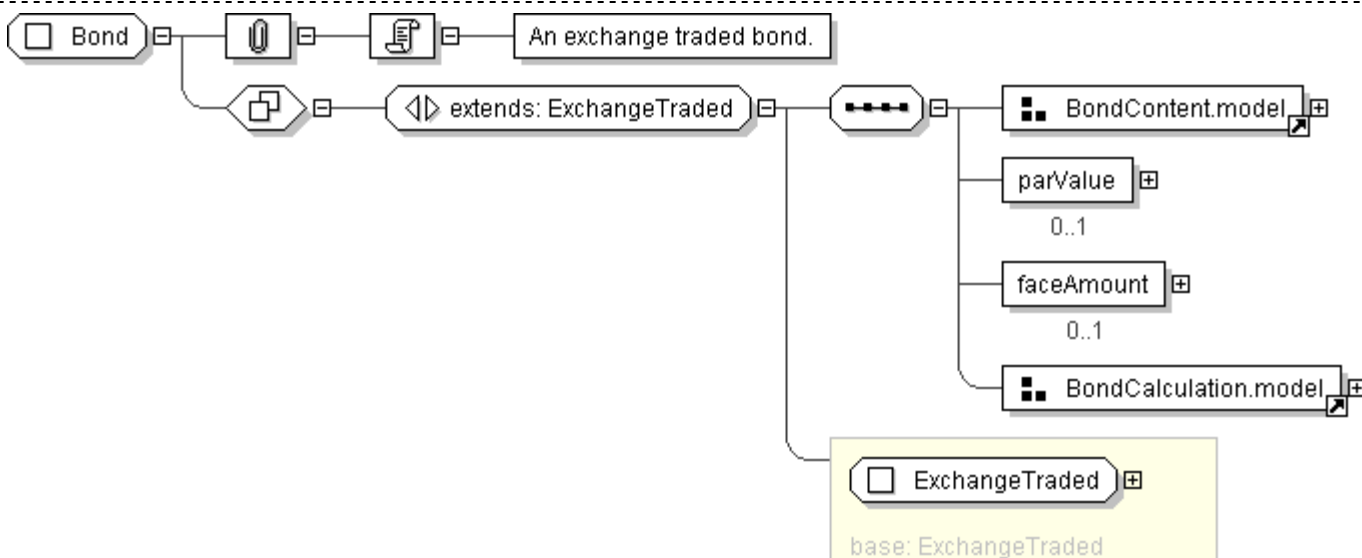 Bond
An exchange traded bond.
extends: ExchangeTraded
BondContent.model
parValue
0..1
faceAmount
0..1
BondCalculation.model
ExchangeTraded
base: ExchangeTraded